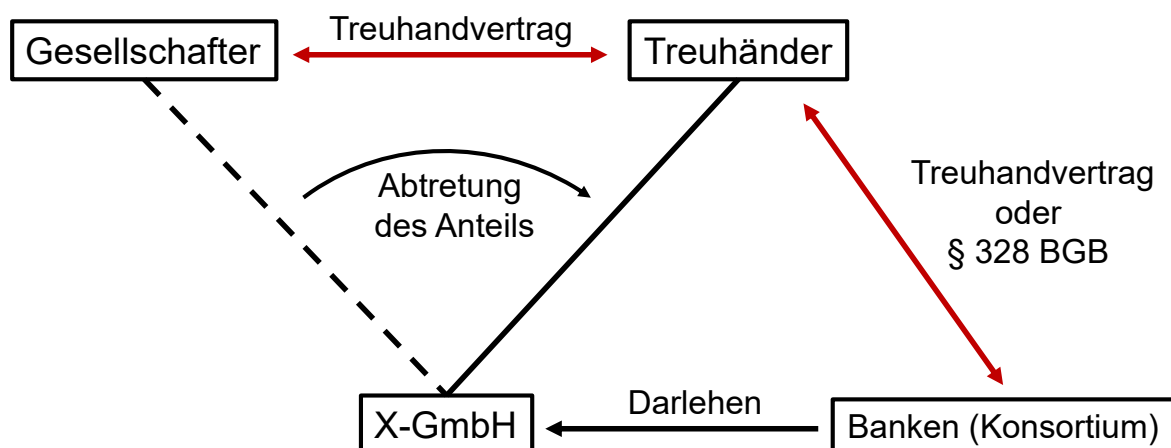 Treuhandvertrag
Gesellschafter
Treuhänder
Abtretung
des Anteils
Treuhandvertrag
oder
§ 328 BGB
Darlehen
X-GmbH
Banken (Konsortium)